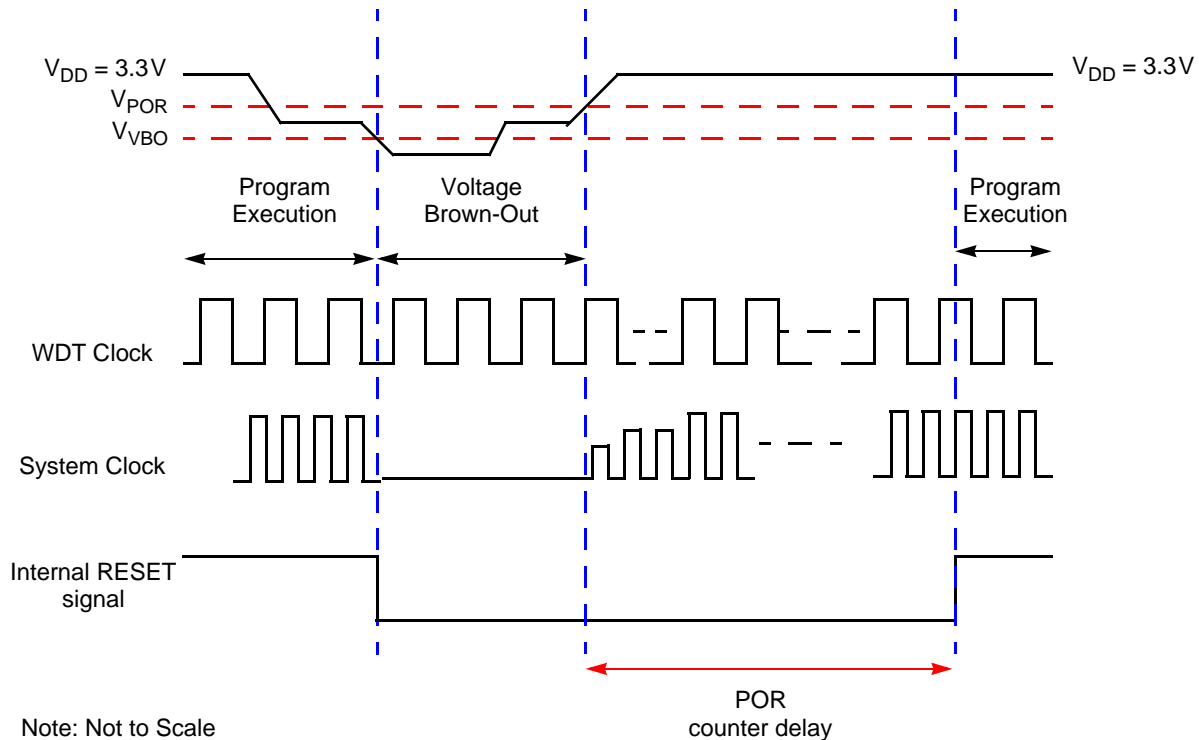 VDD = 3.3V
VDD = 3.3V
VPOR
VVBO
Program
Execution
Voltage
Brown-Out
Program
Execution
WDT Clock
System Clock
Internal RESET
signal
POR
counter delay
Note: Not to Scale